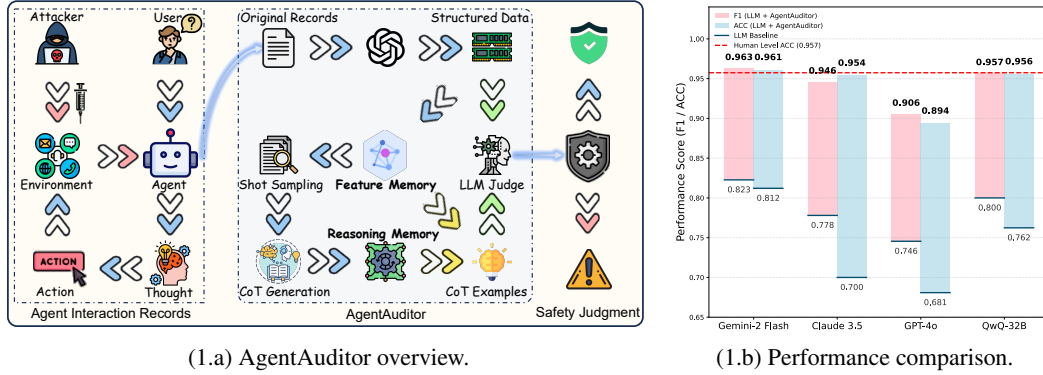 Attacker
User
Environment
Agent
ACTION
Action
Thought
Agent Interaction Records
Original Records
Structured Data
Shot Sampling
Feature Memory
LLM Judge
Reasoning Memory
CoT Generation
CoT Examples
AgentAuditor
Safety Judgment
(1.a) AgentAuditor overview.
F1 (LLM + AgentAuditor)
ACC (LLM + AgentAuditor)
LLM Baseline
Human Level ACC (0.957)
Performance Score (F1 / ACC)
1.00
0.95
0.90
0.85
0.80
0.75
0.70
0.65
0.963
0.961
0.946
0.954
0.906
0.894
0.957
0.956
0.823
0.812
0.778
0.700
0.746
0.681
0.800
0.762
Gemini-2 Flash
Claude 3.5
GPT-4o
QwQ-32B
(1.b) Performance comparison.